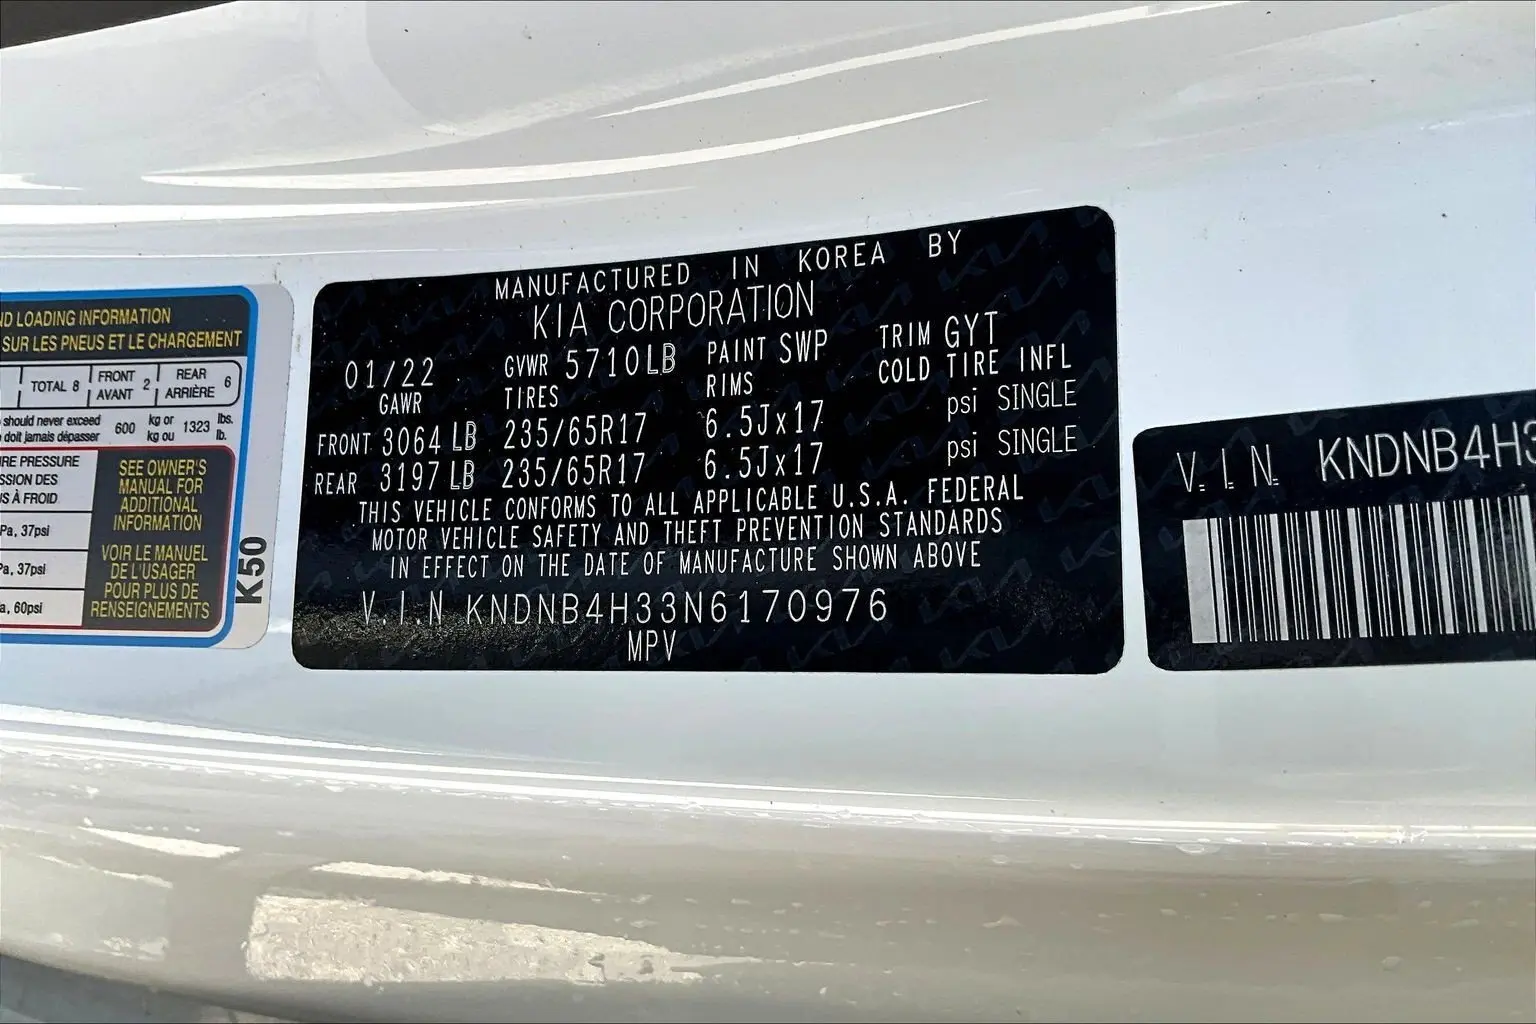 ND LOADING INFORMATION
SUR LES PNEUS ET LE CHARGEMENT
TOTAL 8 FRONT AVANT 2 REAR ARRIÈRE 6
should never exceed 600 kg or 1323 lbs.
doit jamais dépasser kg ou lb.
RE PRESSURE
SSION DES
S À FROID
Pa, 37psi
Pa, 37psi
a, 60psi
SEE OWNER'S
MANUAL FOR
ADDITIONAL
INFORMATION
VOIR LE MANUEL
DE L'USAGER
POUR PLUS DE
RENSEIGNEMENTS
K50
MANUFACTURED IN KOREA BY
KIA CORPORATION
01/22 GVWR 5710LB PAINT SWP TRIM GYT
GAWR TIRES RIMS COLD TIRE INFL
FRONT 3064 LB 235/65R17 6.5Jx17 psi SINGLE
REAR 3197 LB 235/65R17 6.5Jx17 psi SINGLE
THIS VEHICLE CONFORMS TO ALL APPLICABLE U.S.A. FEDERAL
MOTOR VEHICLE SAFETY AND THEFT PREVENTION STANDARDS
IN EFFECT ON THE DATE OF MANUFACTURE SHOWN ABOVE
V.I.N KNDNB4H33N6170976
MPV
V.I.N. KNDNB4H3